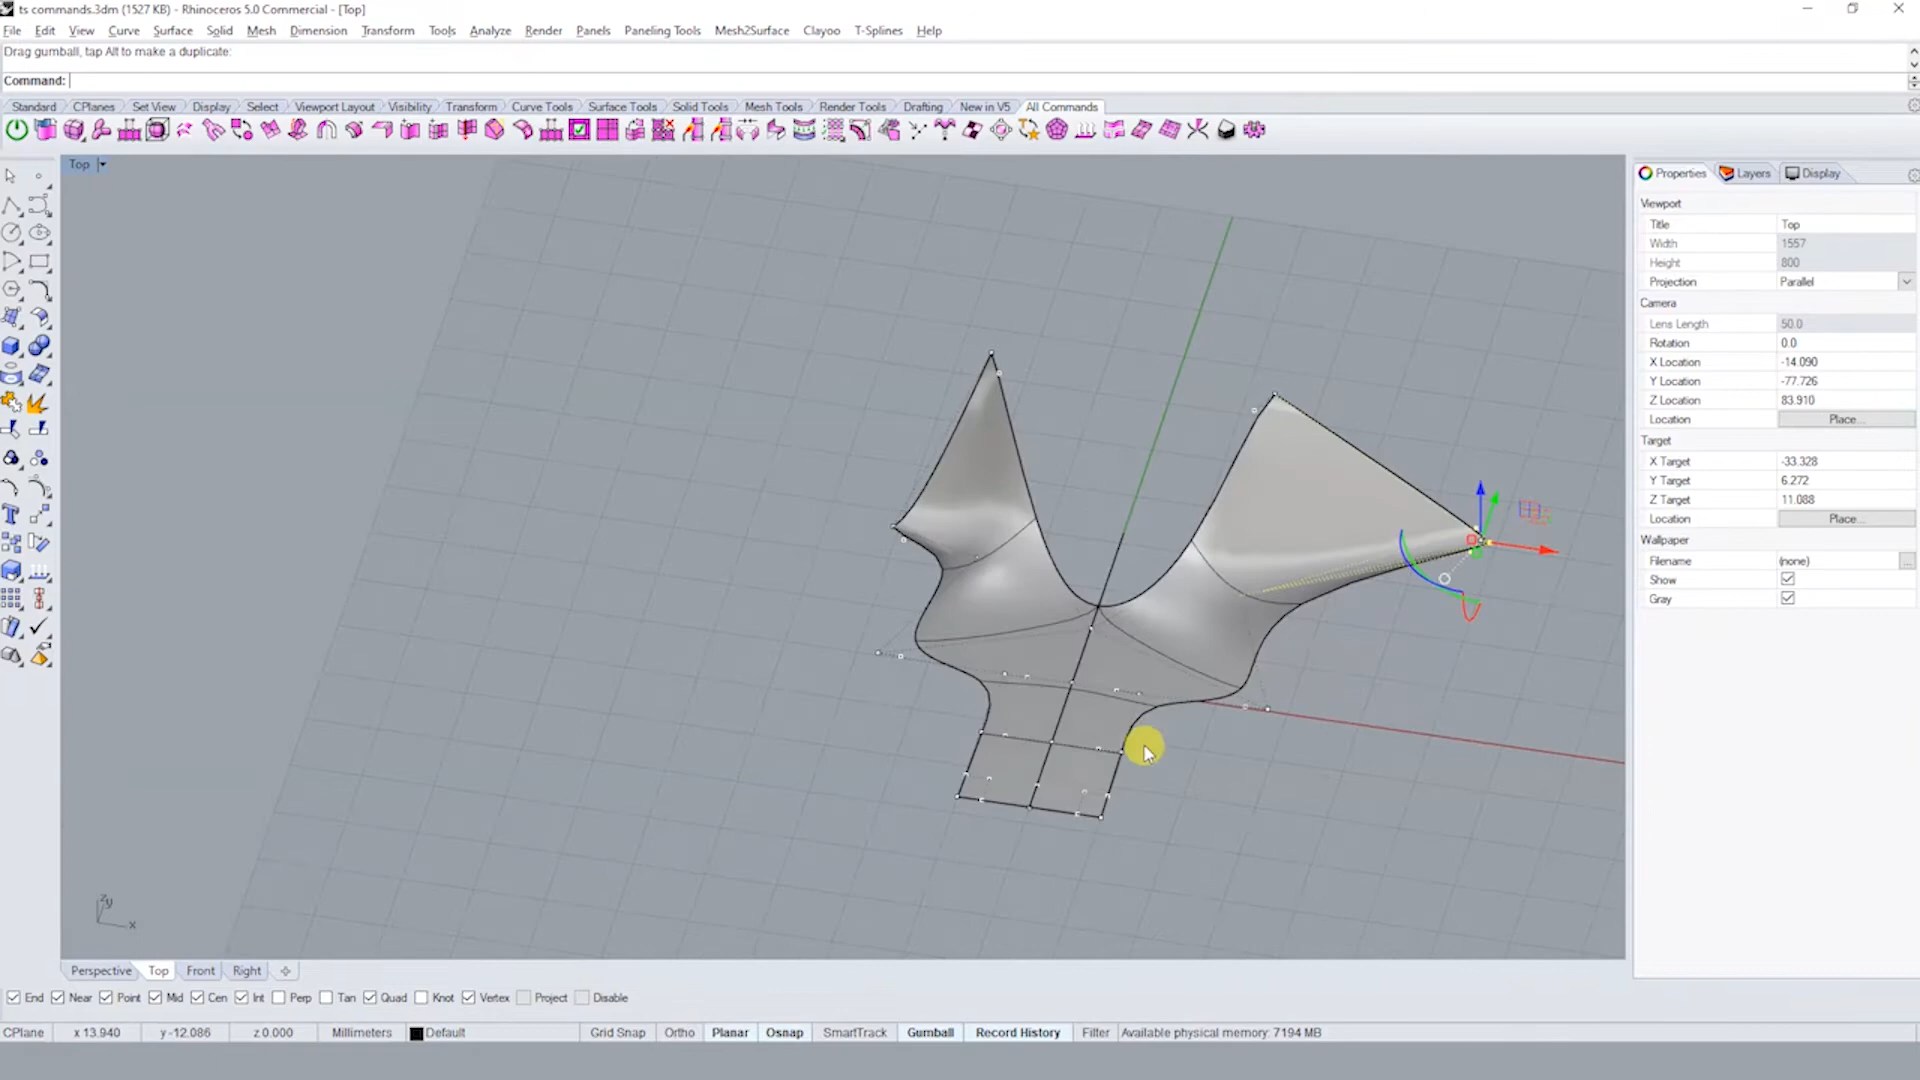 ts commands.3dm (1527 KB) - Rhinoceros 5.0 Commercial - [Top]
File Edit View Curve Surface Solid Mesh Dimension Transform Tools Analyze Render Panels Paneling Tools Mesh2Surface Clayoo T-Splines Help
Drag gumball, tap Alt to make a duplicate:
Command:
Standard CPlanes Set View Display Select Viewport Layout Visibility Transform Curve Tools Surface Tools Solid Tools Mesh Tools Render Tools Drafting New in V5 All Commands
Top
Properties Layers Display
Viewport
Title Top
Width 1557
Height 800
Projection Parallel
Camera
Lens Length 50.0
Rotation 0.0
X Location -14.090
Y Location -77.726
Z Location 83.910
Location Place...
Target
X Target -33.328
Y Target 6.272
Z Target 11.088
Location Place...
Wallpaper
Filename (none) ...
Show
Gray
z y
x
Perspective Top Front Right
End Near Point Mid Cen Int Perp Tan Quad Knot Vertex Project Disable
CPlane x 13.940 y -12.086 z 0.000 Millimeters Default Grid Snap Ortho Planar Osnap SmartTrack Gumball Record History Filter Available physical memory: 7194 MB